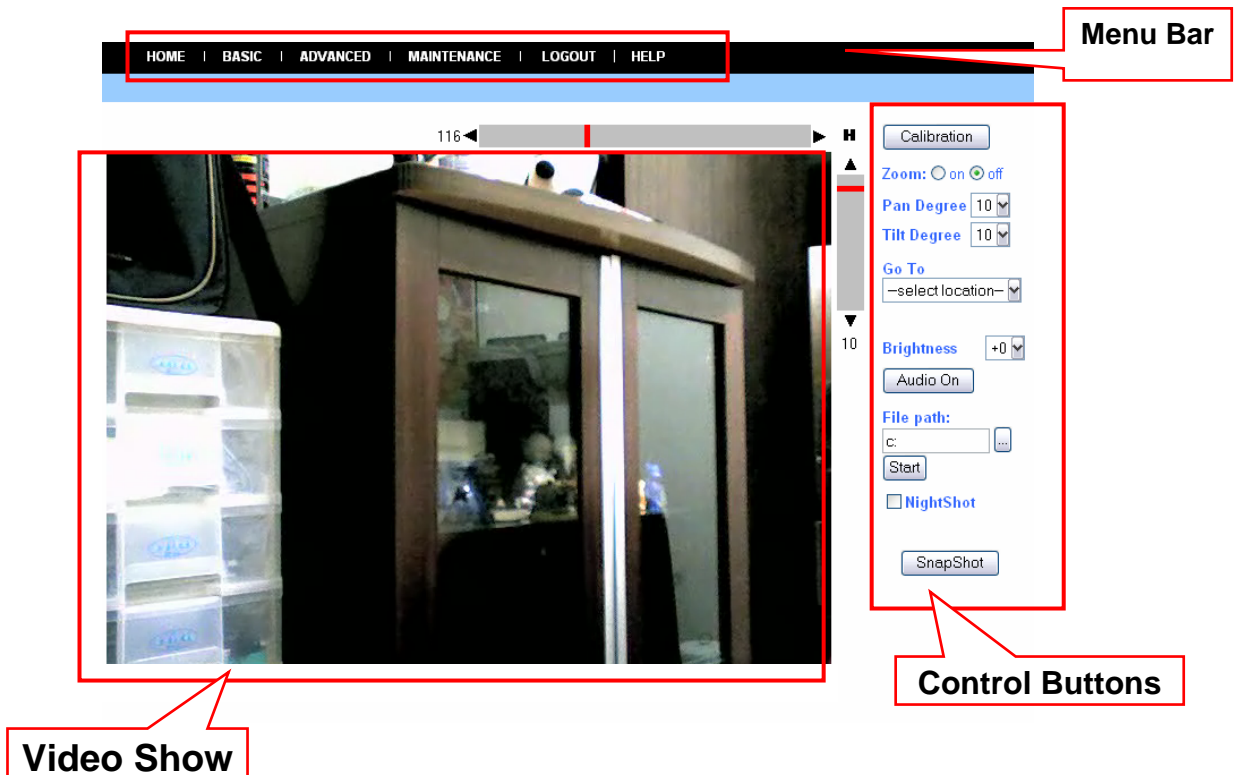 Menu Bar
HOME | BASIC | ADVANCED | MAINTENANCE | LOGOUT | HELP
116
H
Calibration
Zoom: on off
Pan Degree 10
Tilt Degree 10
Go To
--select location--
10
Brightness +0
Audio On
File path:
c: ...
Start
NightShot
SnapShot
Control Buttons
Video Show